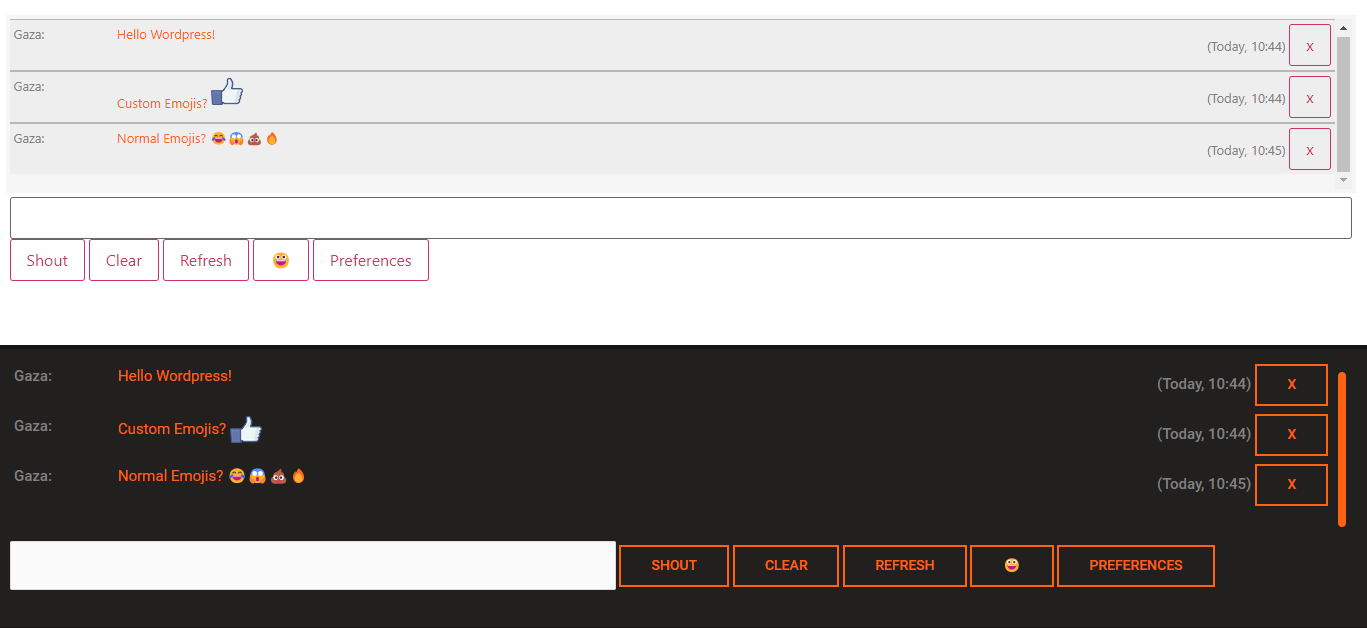 Gaza: Hello Wordpress! (Today, 10:44) X
Gaza: Custom Emojis? (Today, 10:44) X
Gaza: Normal Emojis? 😂 😱 💩 🔥 (Today, 10:45) X
Shout Clear Refresh 😀 Preferences
Gaza: Hello Wordpress! (Today, 10:44) X
Gaza: Custom Emojis? (Today, 10:44) X
Gaza: Normal Emojis? 😂 😱 💩 🔥 (Today, 10:45) X
SHOUT CLEAR REFRESH 😀 PREFERENCES